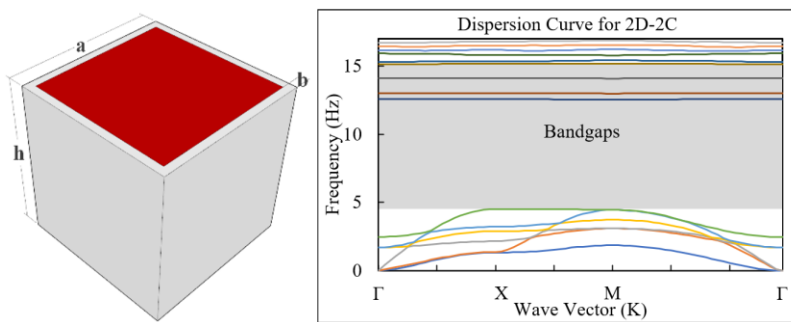 a
b
h
Dispersion Curve for 2D-2C
Frequency (Hz)
15
10
5
0
Bandgaps
Γ X M Γ
Wave Vector (K)